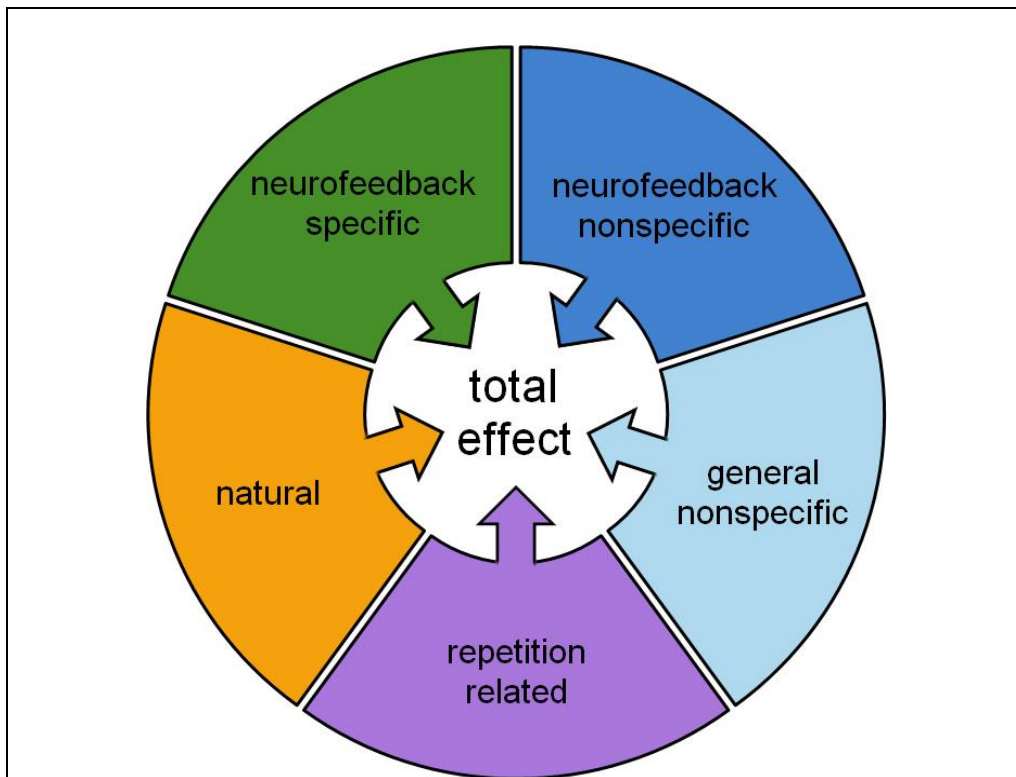 neurofeedback
specific
neurofeedback
nonspecific
total
effect
natural
general
nonspecific
repetition
related